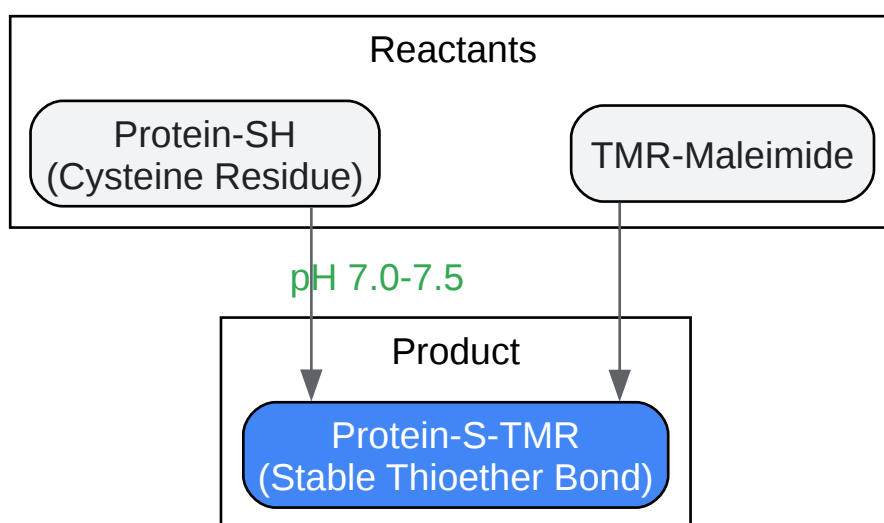 Reactants
Protein-SH
(Cysteine Residue)
TMR-Maleimide
pH 7.0-7.5
Product
Protein-S-TMR
(Stable Thioether Bond)